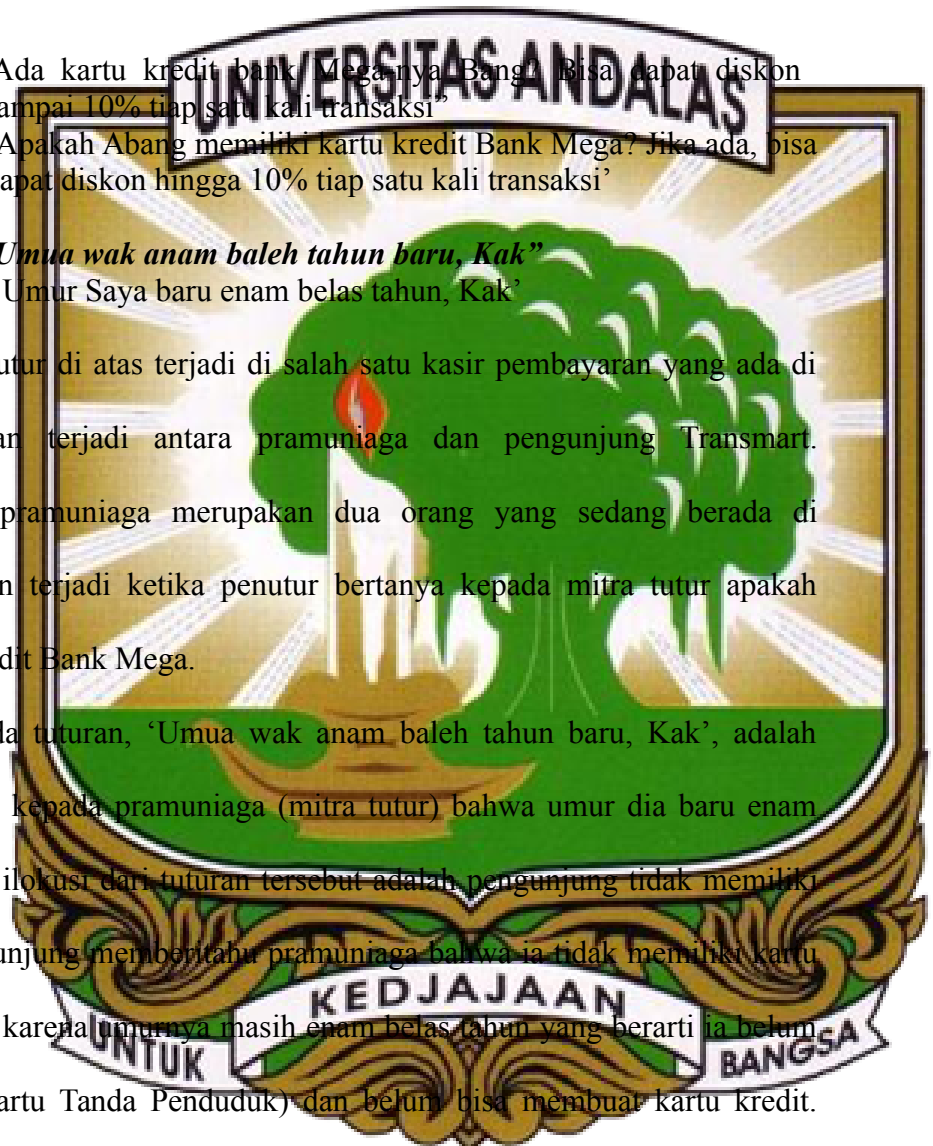 UNIVERSITAS ANDALAS
Ada kartu kredit bank Mega-nya Bang? Bisa dapat diskon
ampai 10% tiap satu kali transaksi”
Apakah Abang memiliki kartu kredit Bank Mega? Jika ada, bisa
apat diskon hingga 10% tiap satu kali transaksi’
Umua wak anam baleh tahun baru, Kak”
Umur Saya baru enam belas tahun, Kak’
utur di atas terjadi di salah satu kasir pembayaran yang ada di
an terjadi antara pramuniaga dan pengunjung Transmart.
pramuniaga merupakan dua orang yang sedang berada di
n terjadi ketika penutur bertanya kepada mitra tutur apakah
dit Bank Mega.
da tuturan, ‘Umua wak anam baleh tahun baru, Kak’, adalah
kepada pramuniaga (mitra tutur) bahwa umur dia baru enam
ilokusi dari tuturan tersebut adalah pengunjung tidak memiliki
unjung memberitahu pramuniaga bahwa ia tidak memiliki kartu
karena umurnya masih enam belas tahun yang berarti ia belum
artu Tanda Penduduk) dan belum bisa membuat kartu kredit.
UNTUK KEDJAJAAN BANGSA